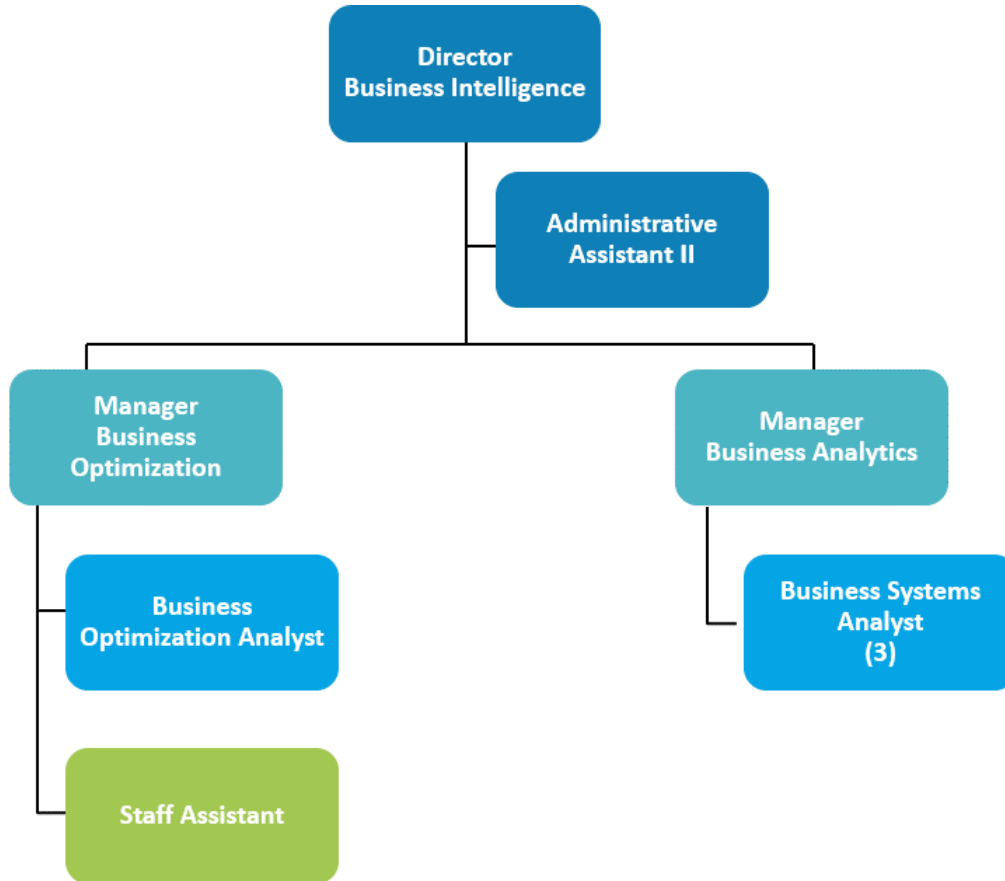 Director
Business Intelligence
Administrative
Assistant II
Manager
Business
Optimization
Manager
Business Analytics
Business
Optimization Analyst
Business Systems
Analyst
(3)
Staff Assistant